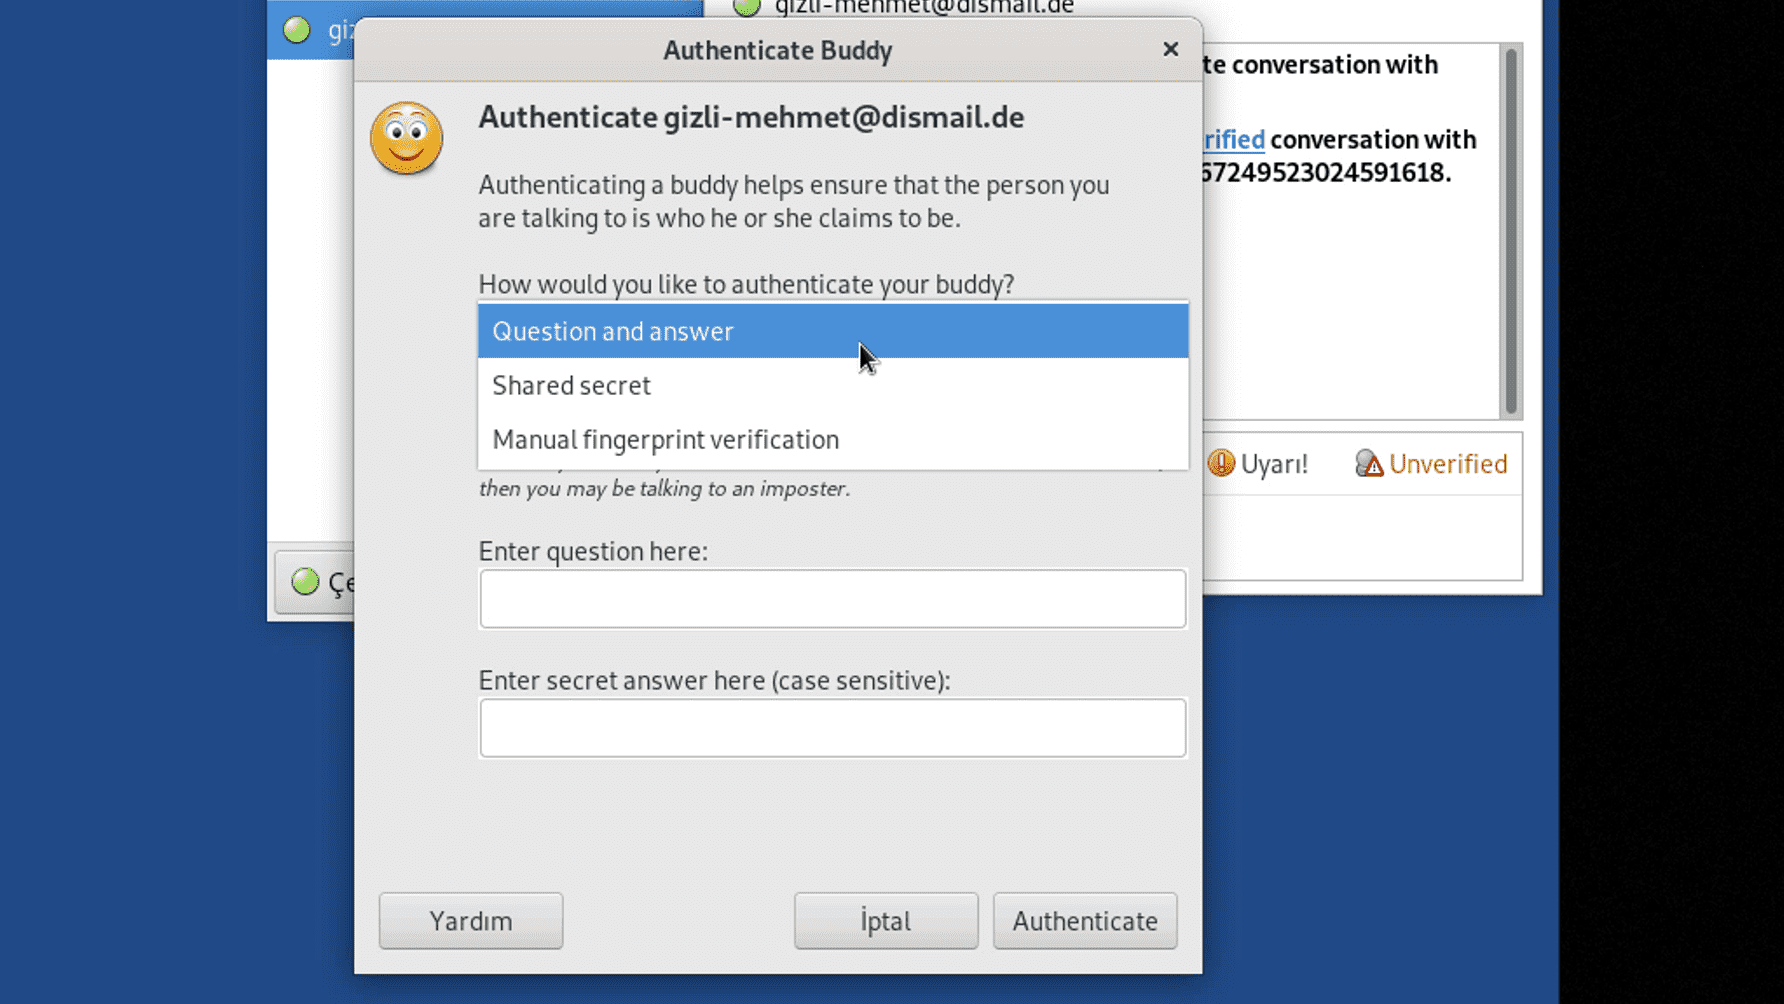 gizli-mehmet@dismail.de
giz
Authenticate Buddy
te conversation with
rified conversation with
67249523024591618.
Authenticate gizli-mehmet@dismail.de
Authenticating a buddy helps ensure that the person you
are talking to is who he or she claims to be.
How would you like to authenticate your buddy?
Question and answer
Shared secret
Manual fingerprint verification
then you may be talking to an imposter.
Uyarı!
Unverified
Enter question here:
Çe
Enter secret answer here (case sensitive):
Yardım
İptal
Authenticate